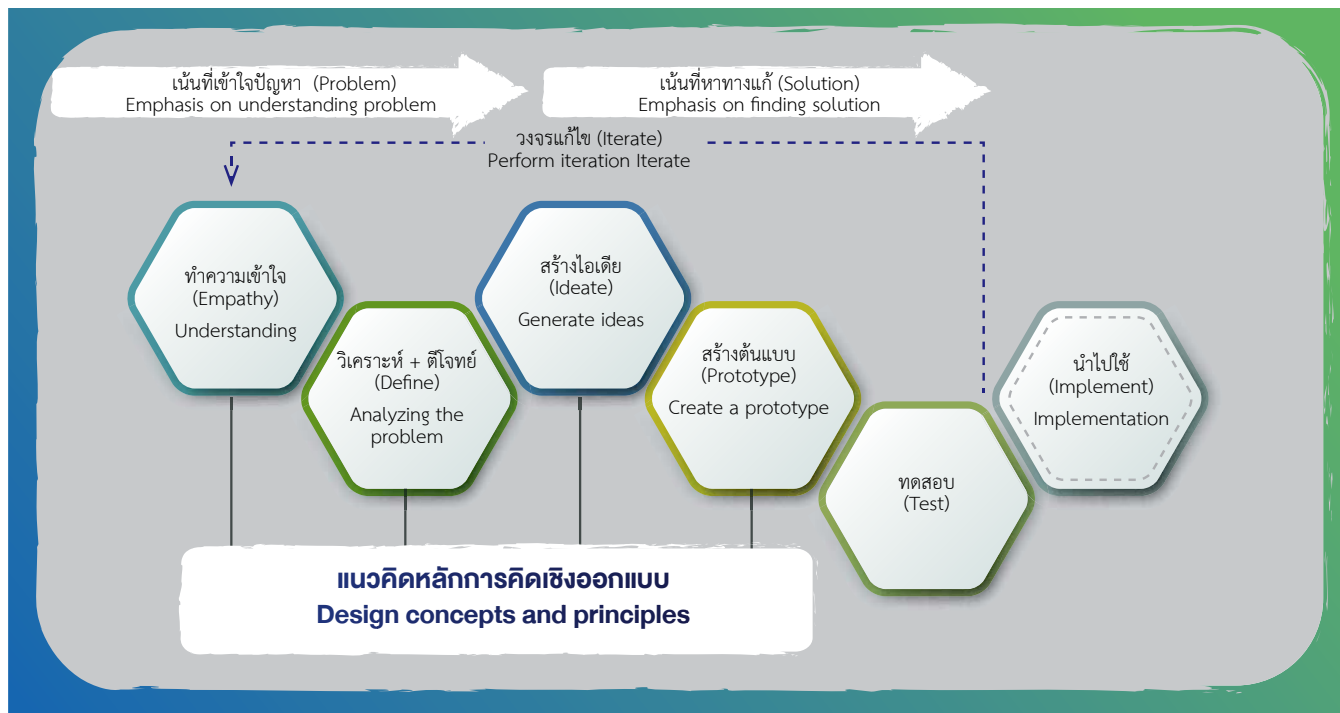 เน้นที่เข้าใจปัญหา (Problem)
Emphasis on understanding problem
เน้นที่หาทางแก้ (Solution)
Emphasis on finding solution
วงจรแก้ไข (Iterate)
Perform iteration Iterate
ทำความเข้าใจ
(Empathy)
Understanding
วิเคราะห์ + ตีโจทย์
(Define)
Analyzing the
problem
สร้างไอเดีย
(Ideate)
Generate ideas
สร้างต้นแบบ
(Prototype)
Create a prototype
ทดสอบ
(Test)
นำไปใช้
(Implement)
Implementation
แนวคิดหลักการคิดเชิงออกแบบ
Design concepts and principles